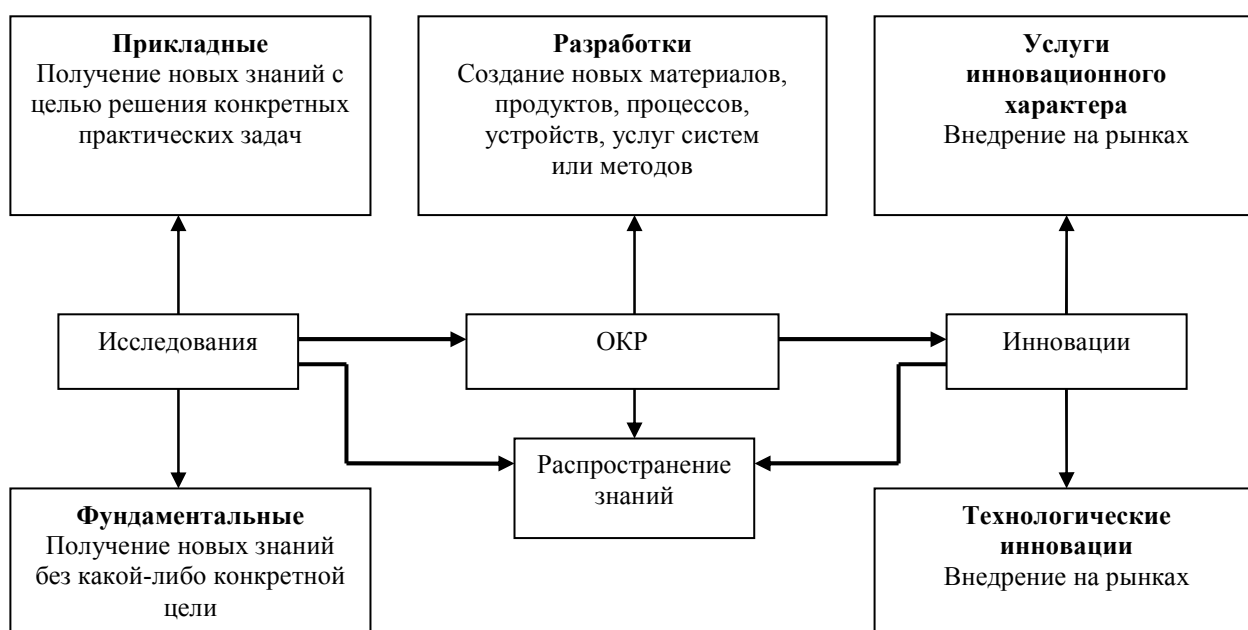 Прикладные
Получение новых знаний с
целью решения конкретных
практических задач
Разработки
Создание новых материалов,
продуктов, процессов,
устройств, услуг систем
или методов
Услуги
инновационного
характера
Внедрение на рынках
Исследования
ОКР
Инновации
Распространение
знаний
Фундаментальные
Получение новых знаний
без какой-либо конкретной
цели
Технологические
инновации
Внедрение на рынках